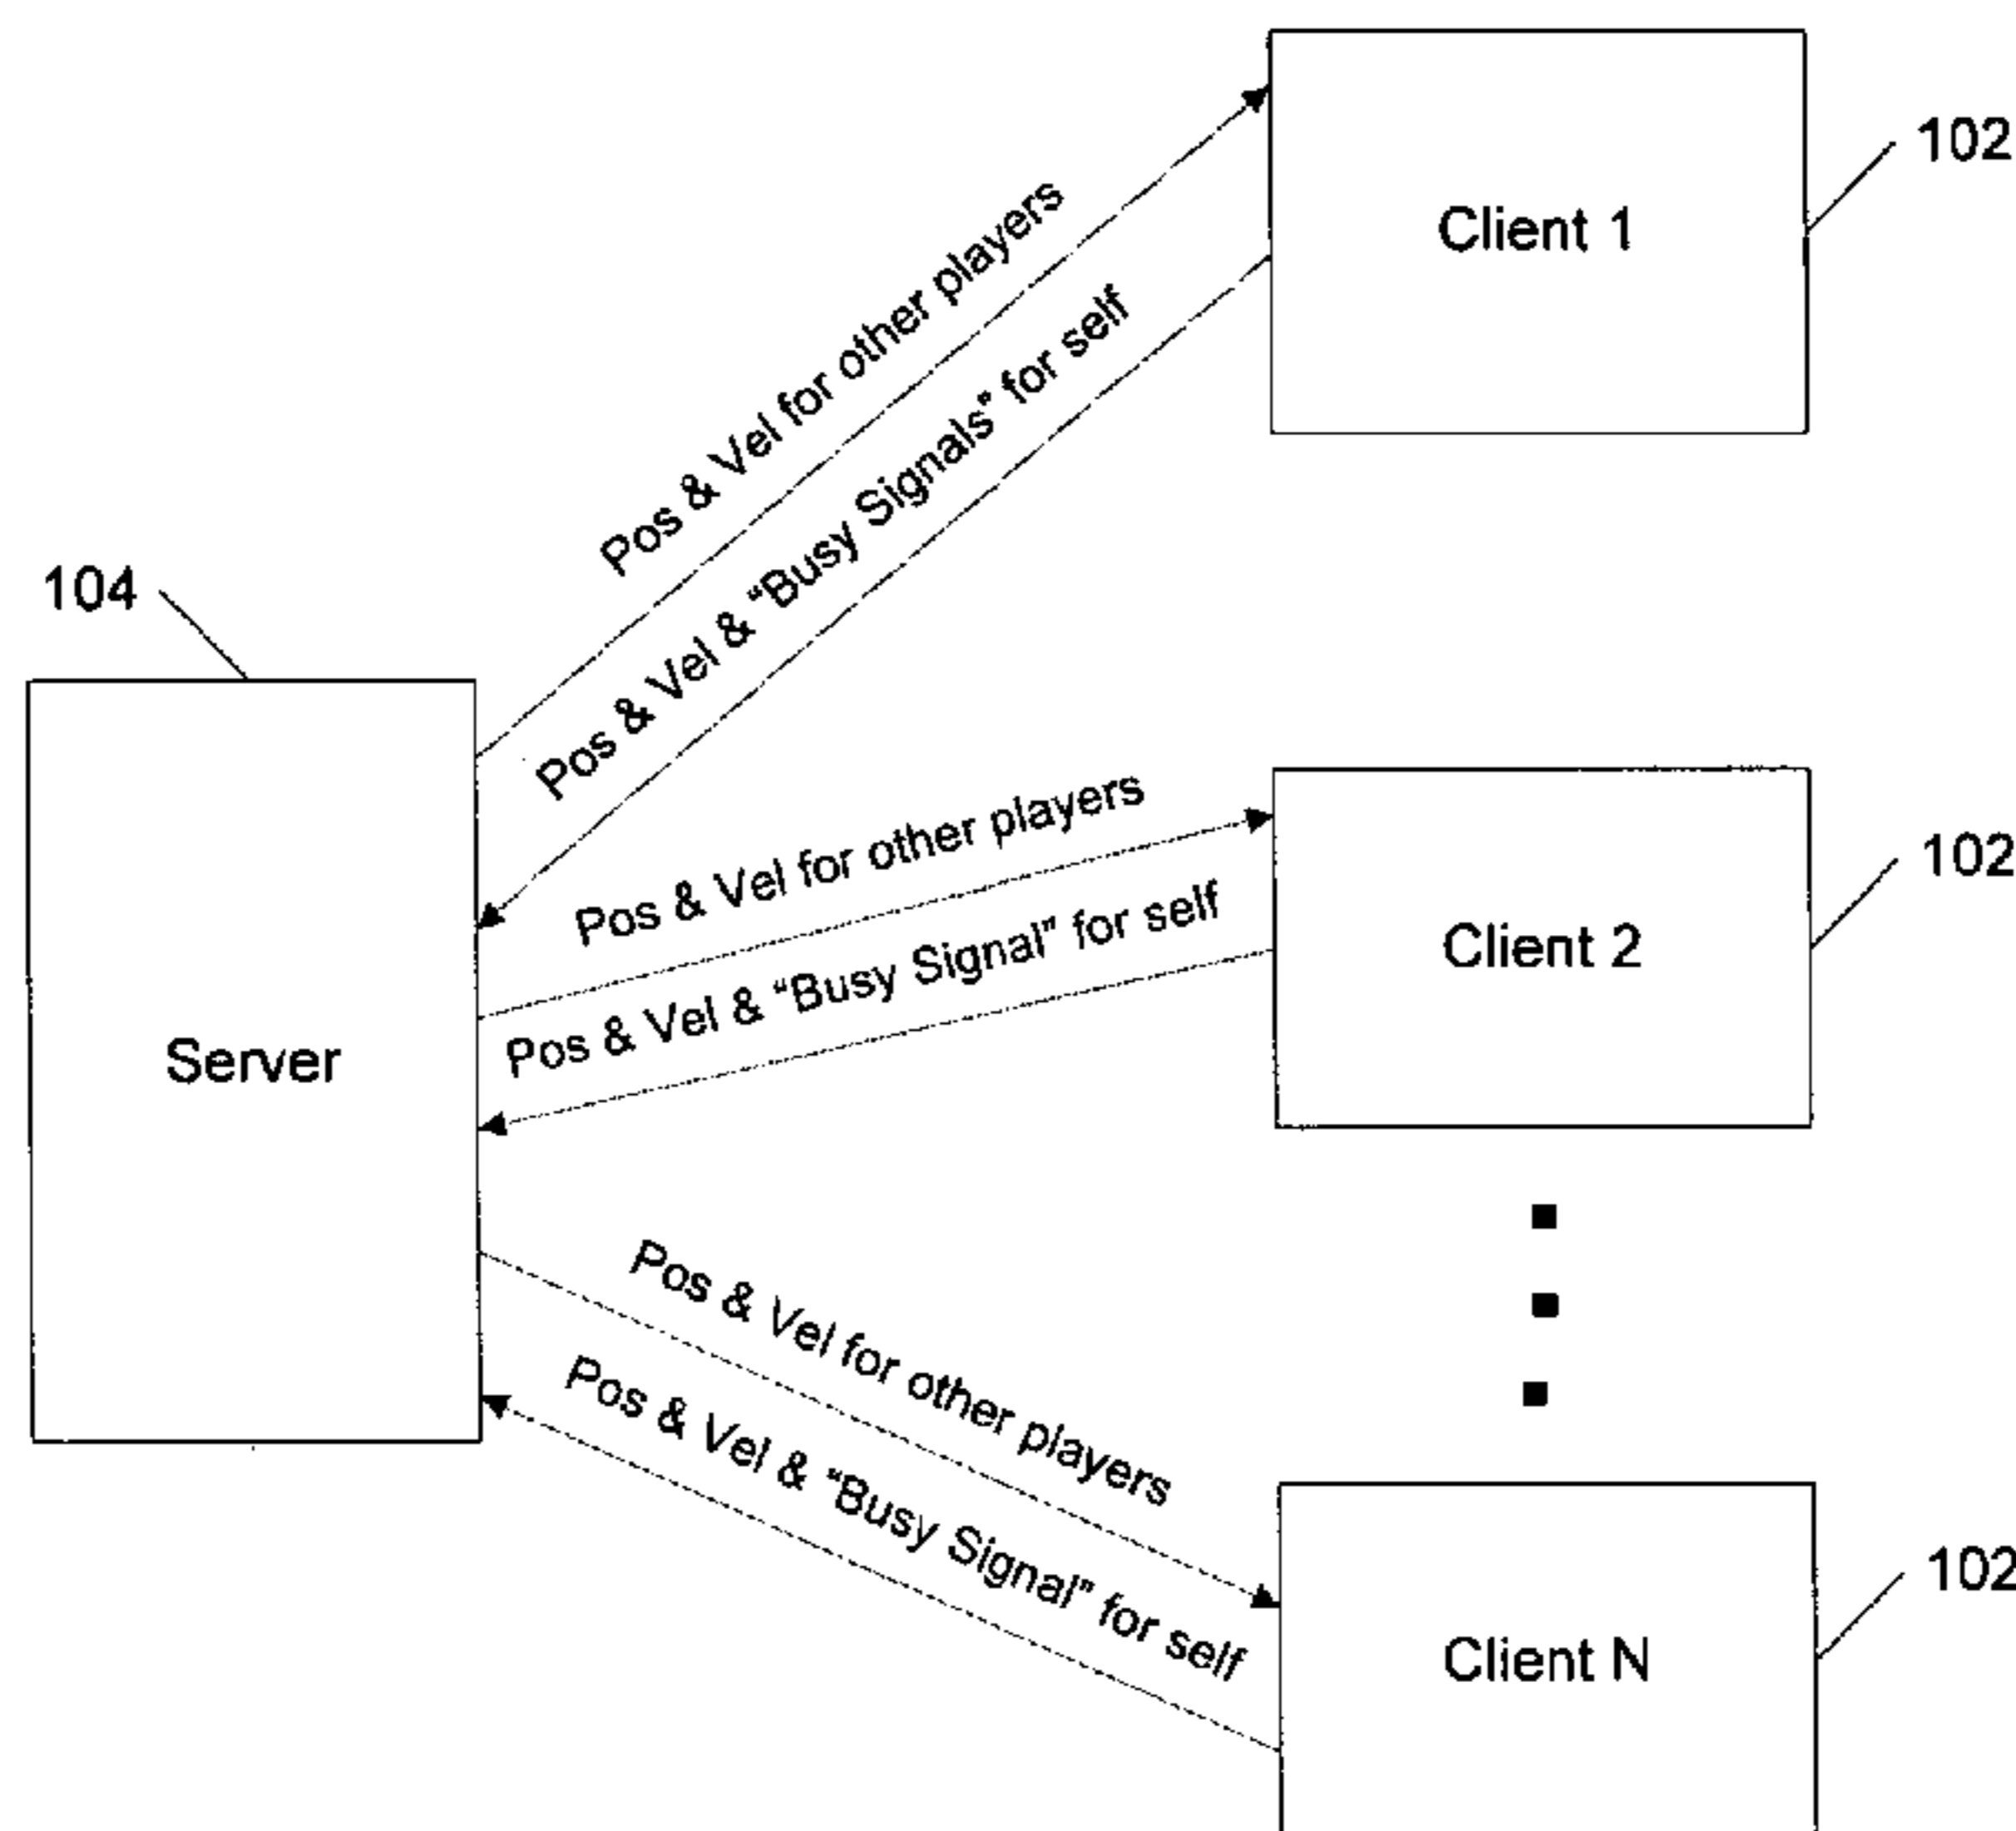 Client 1
102
Pos & Vel for other players
Pos & Vel & “Busy Signals” for self
104
Server
Pos & Vel for other players
Pos & Vel & “Busy Signal” for self
Client 2
102
Pos & Vel for other players
Pos & Vel & “Busy Signal” for self
Client N
102